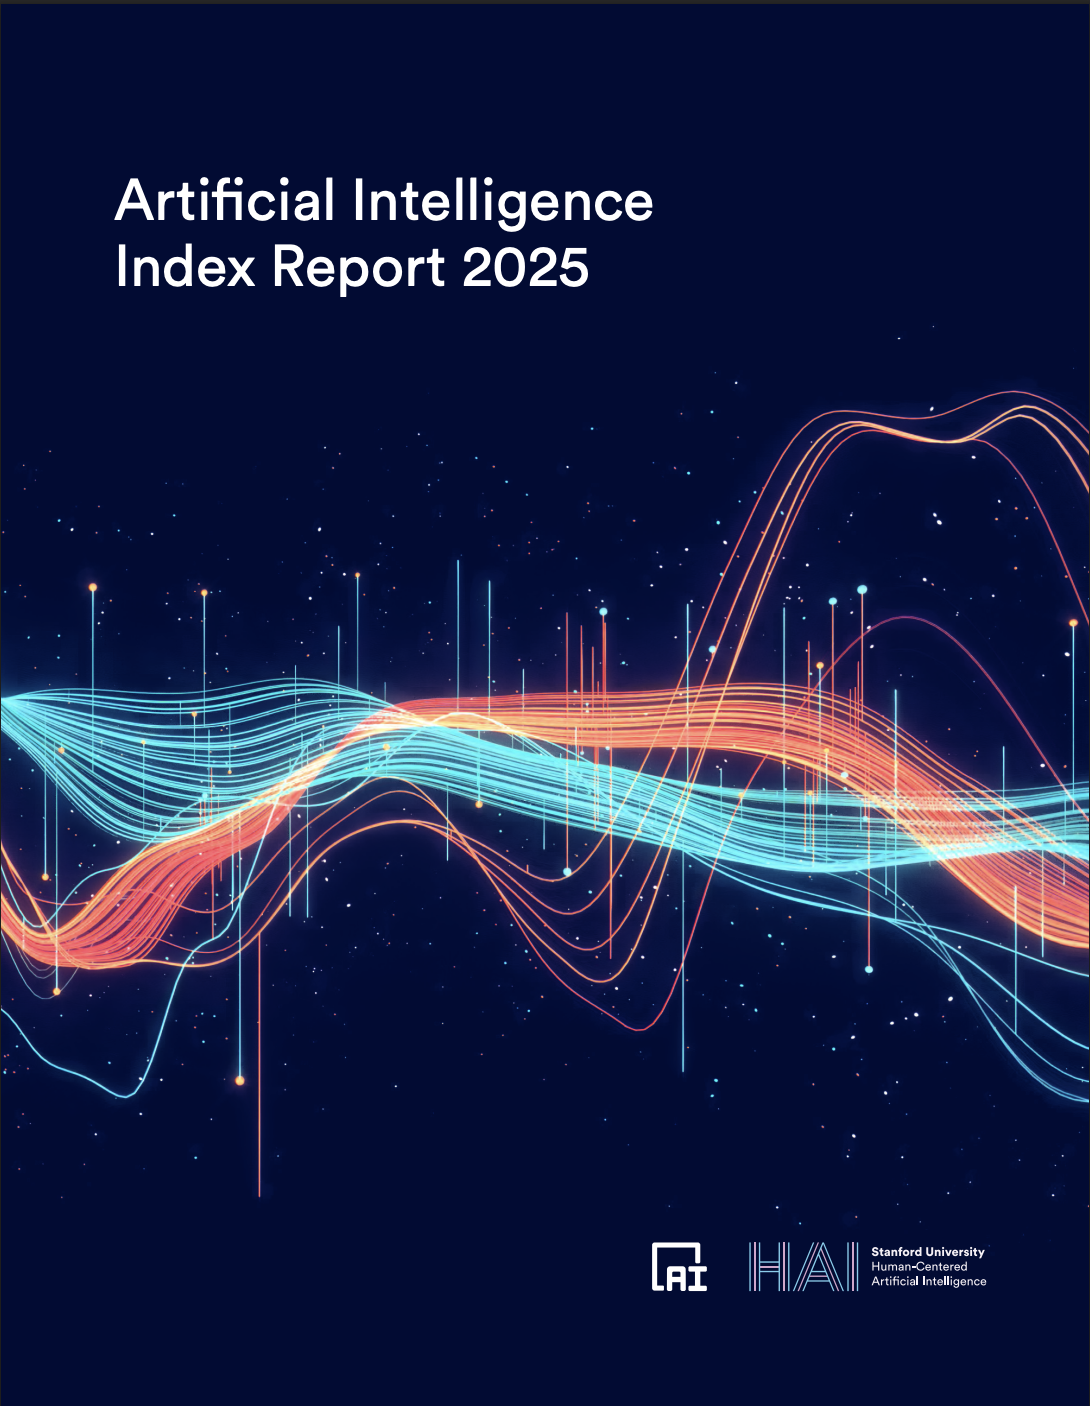 Artificial Intelligence
Index Report 2025
AI
HAI
Stanford University
Human-Centered
Artificial Intelligence